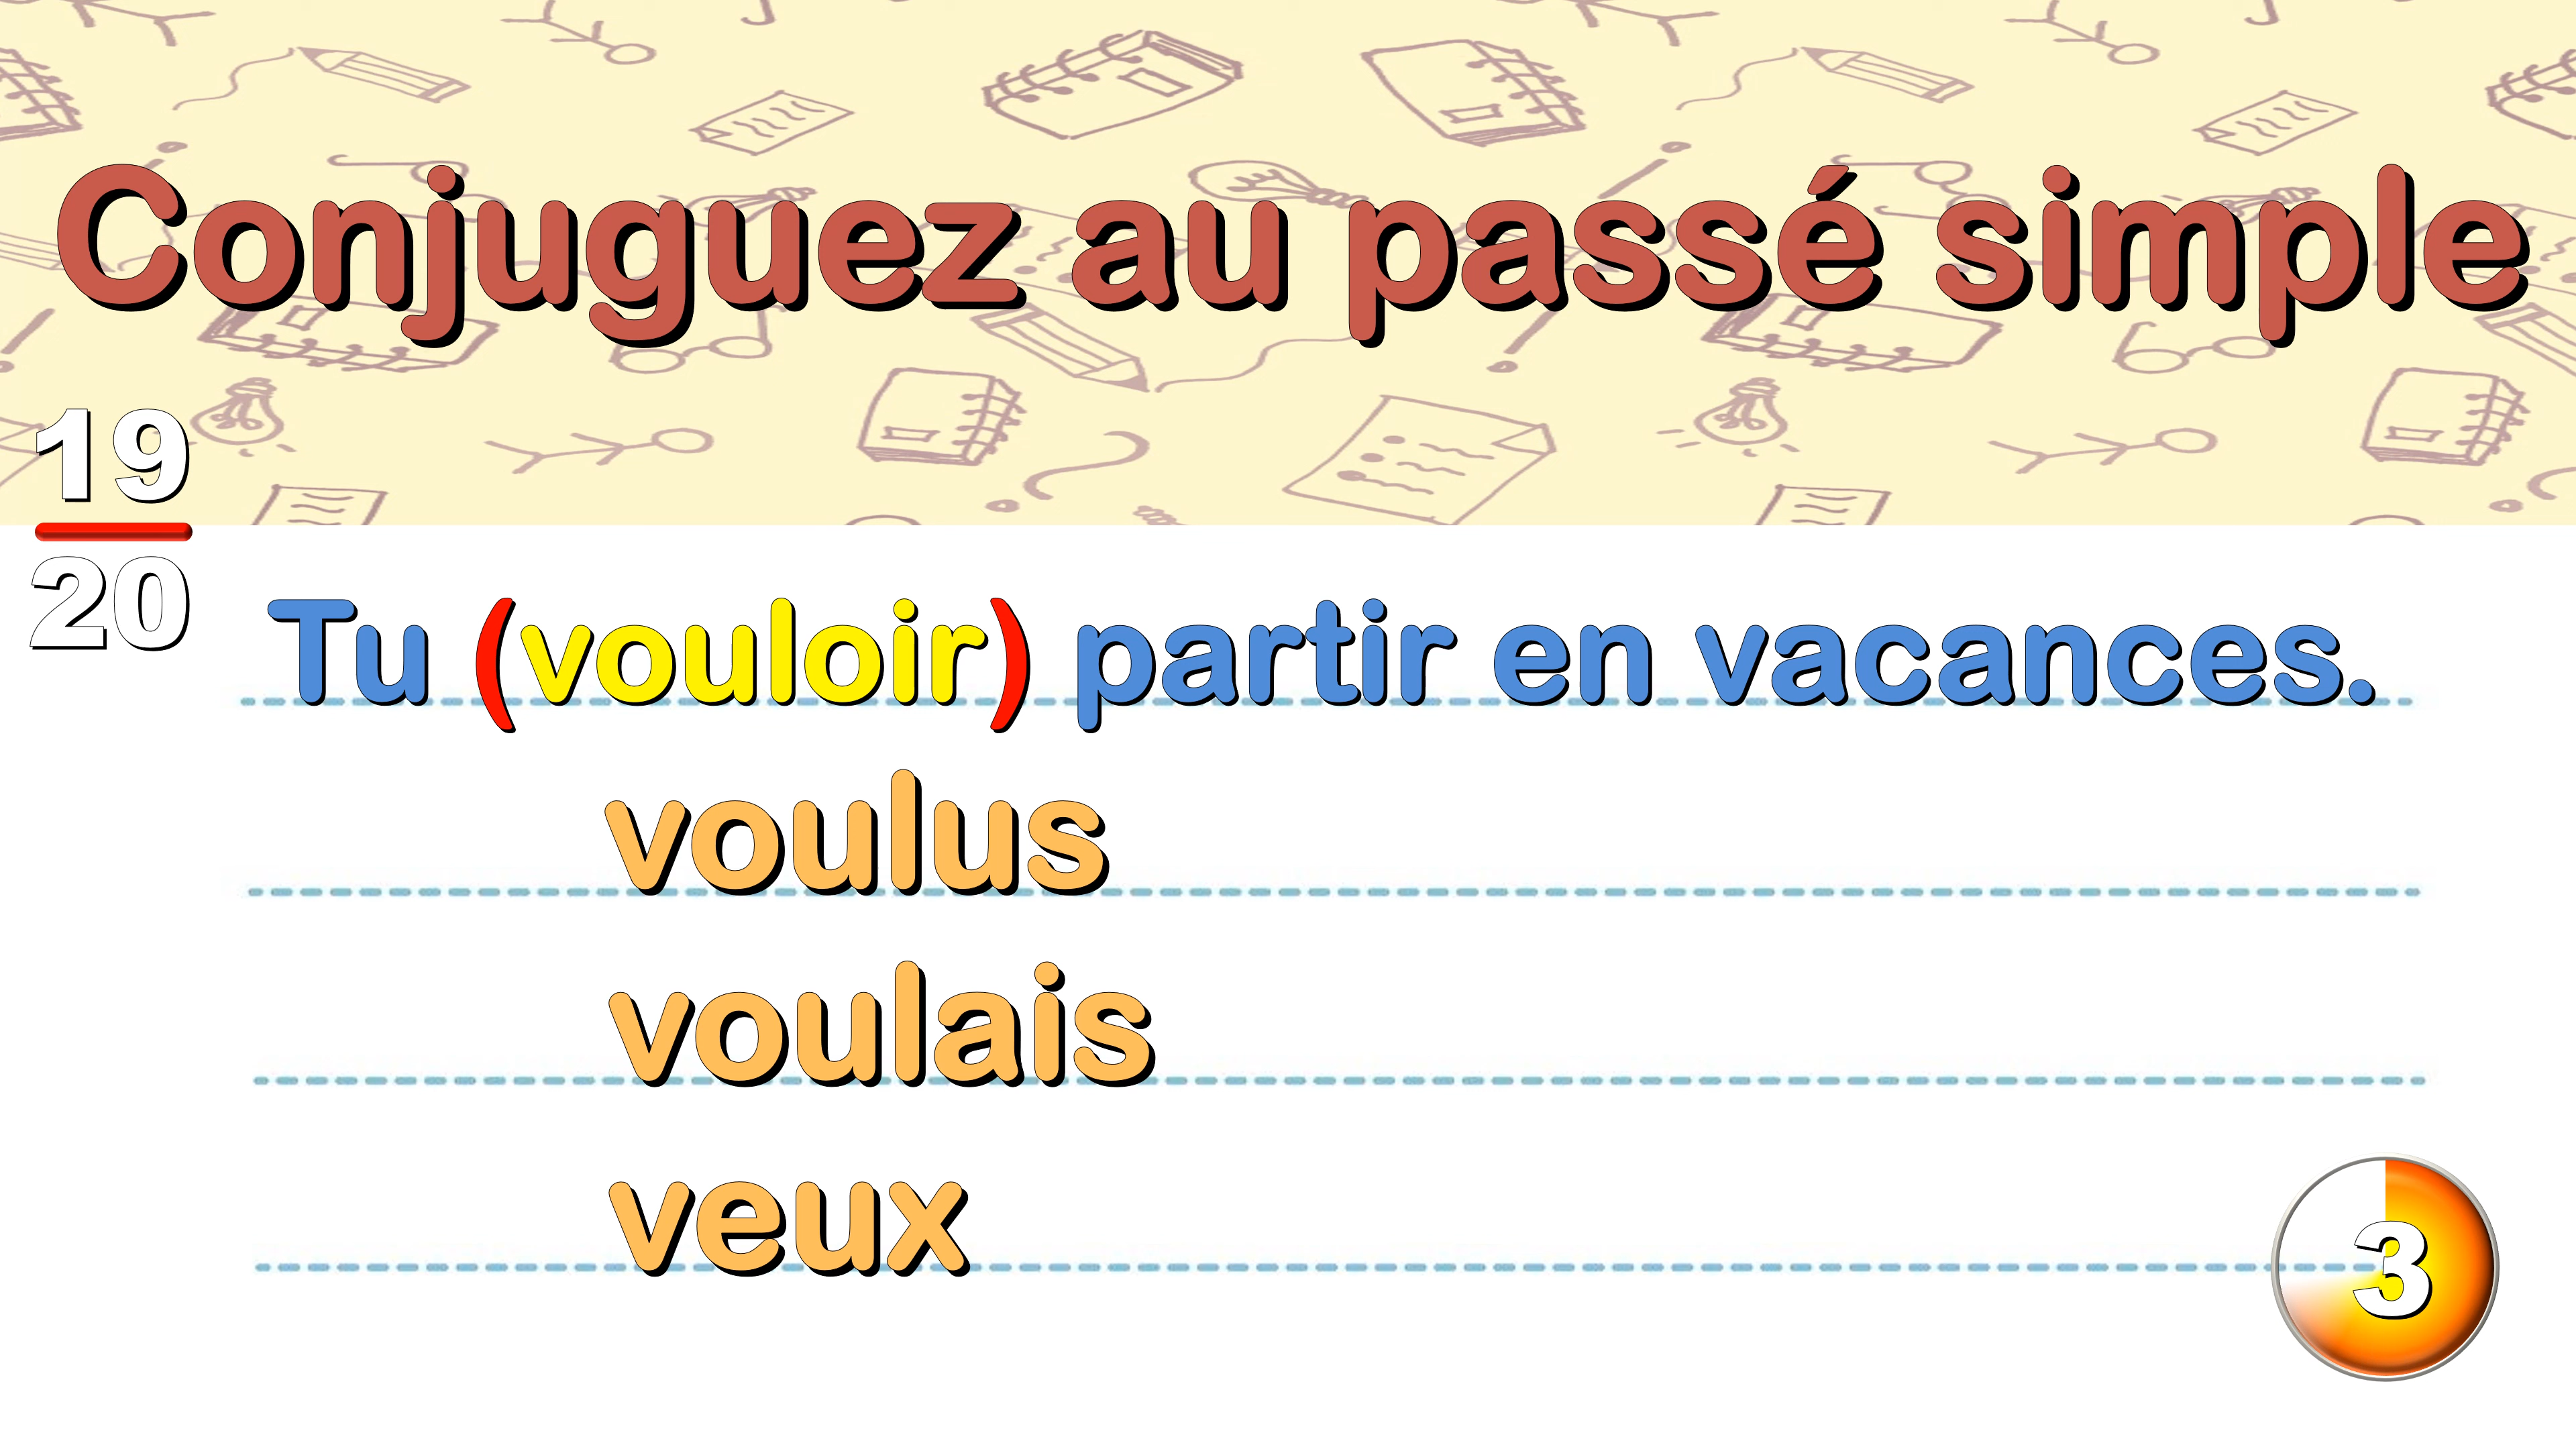 Conjuguez au passé simple
19
20
Tu (vouloir) partir en vacances.
voulus
voulais
veux
3